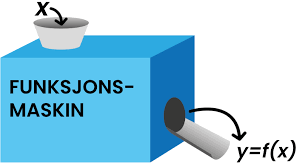 x
FUNKSJONS-
MASKIN
y=f(x)